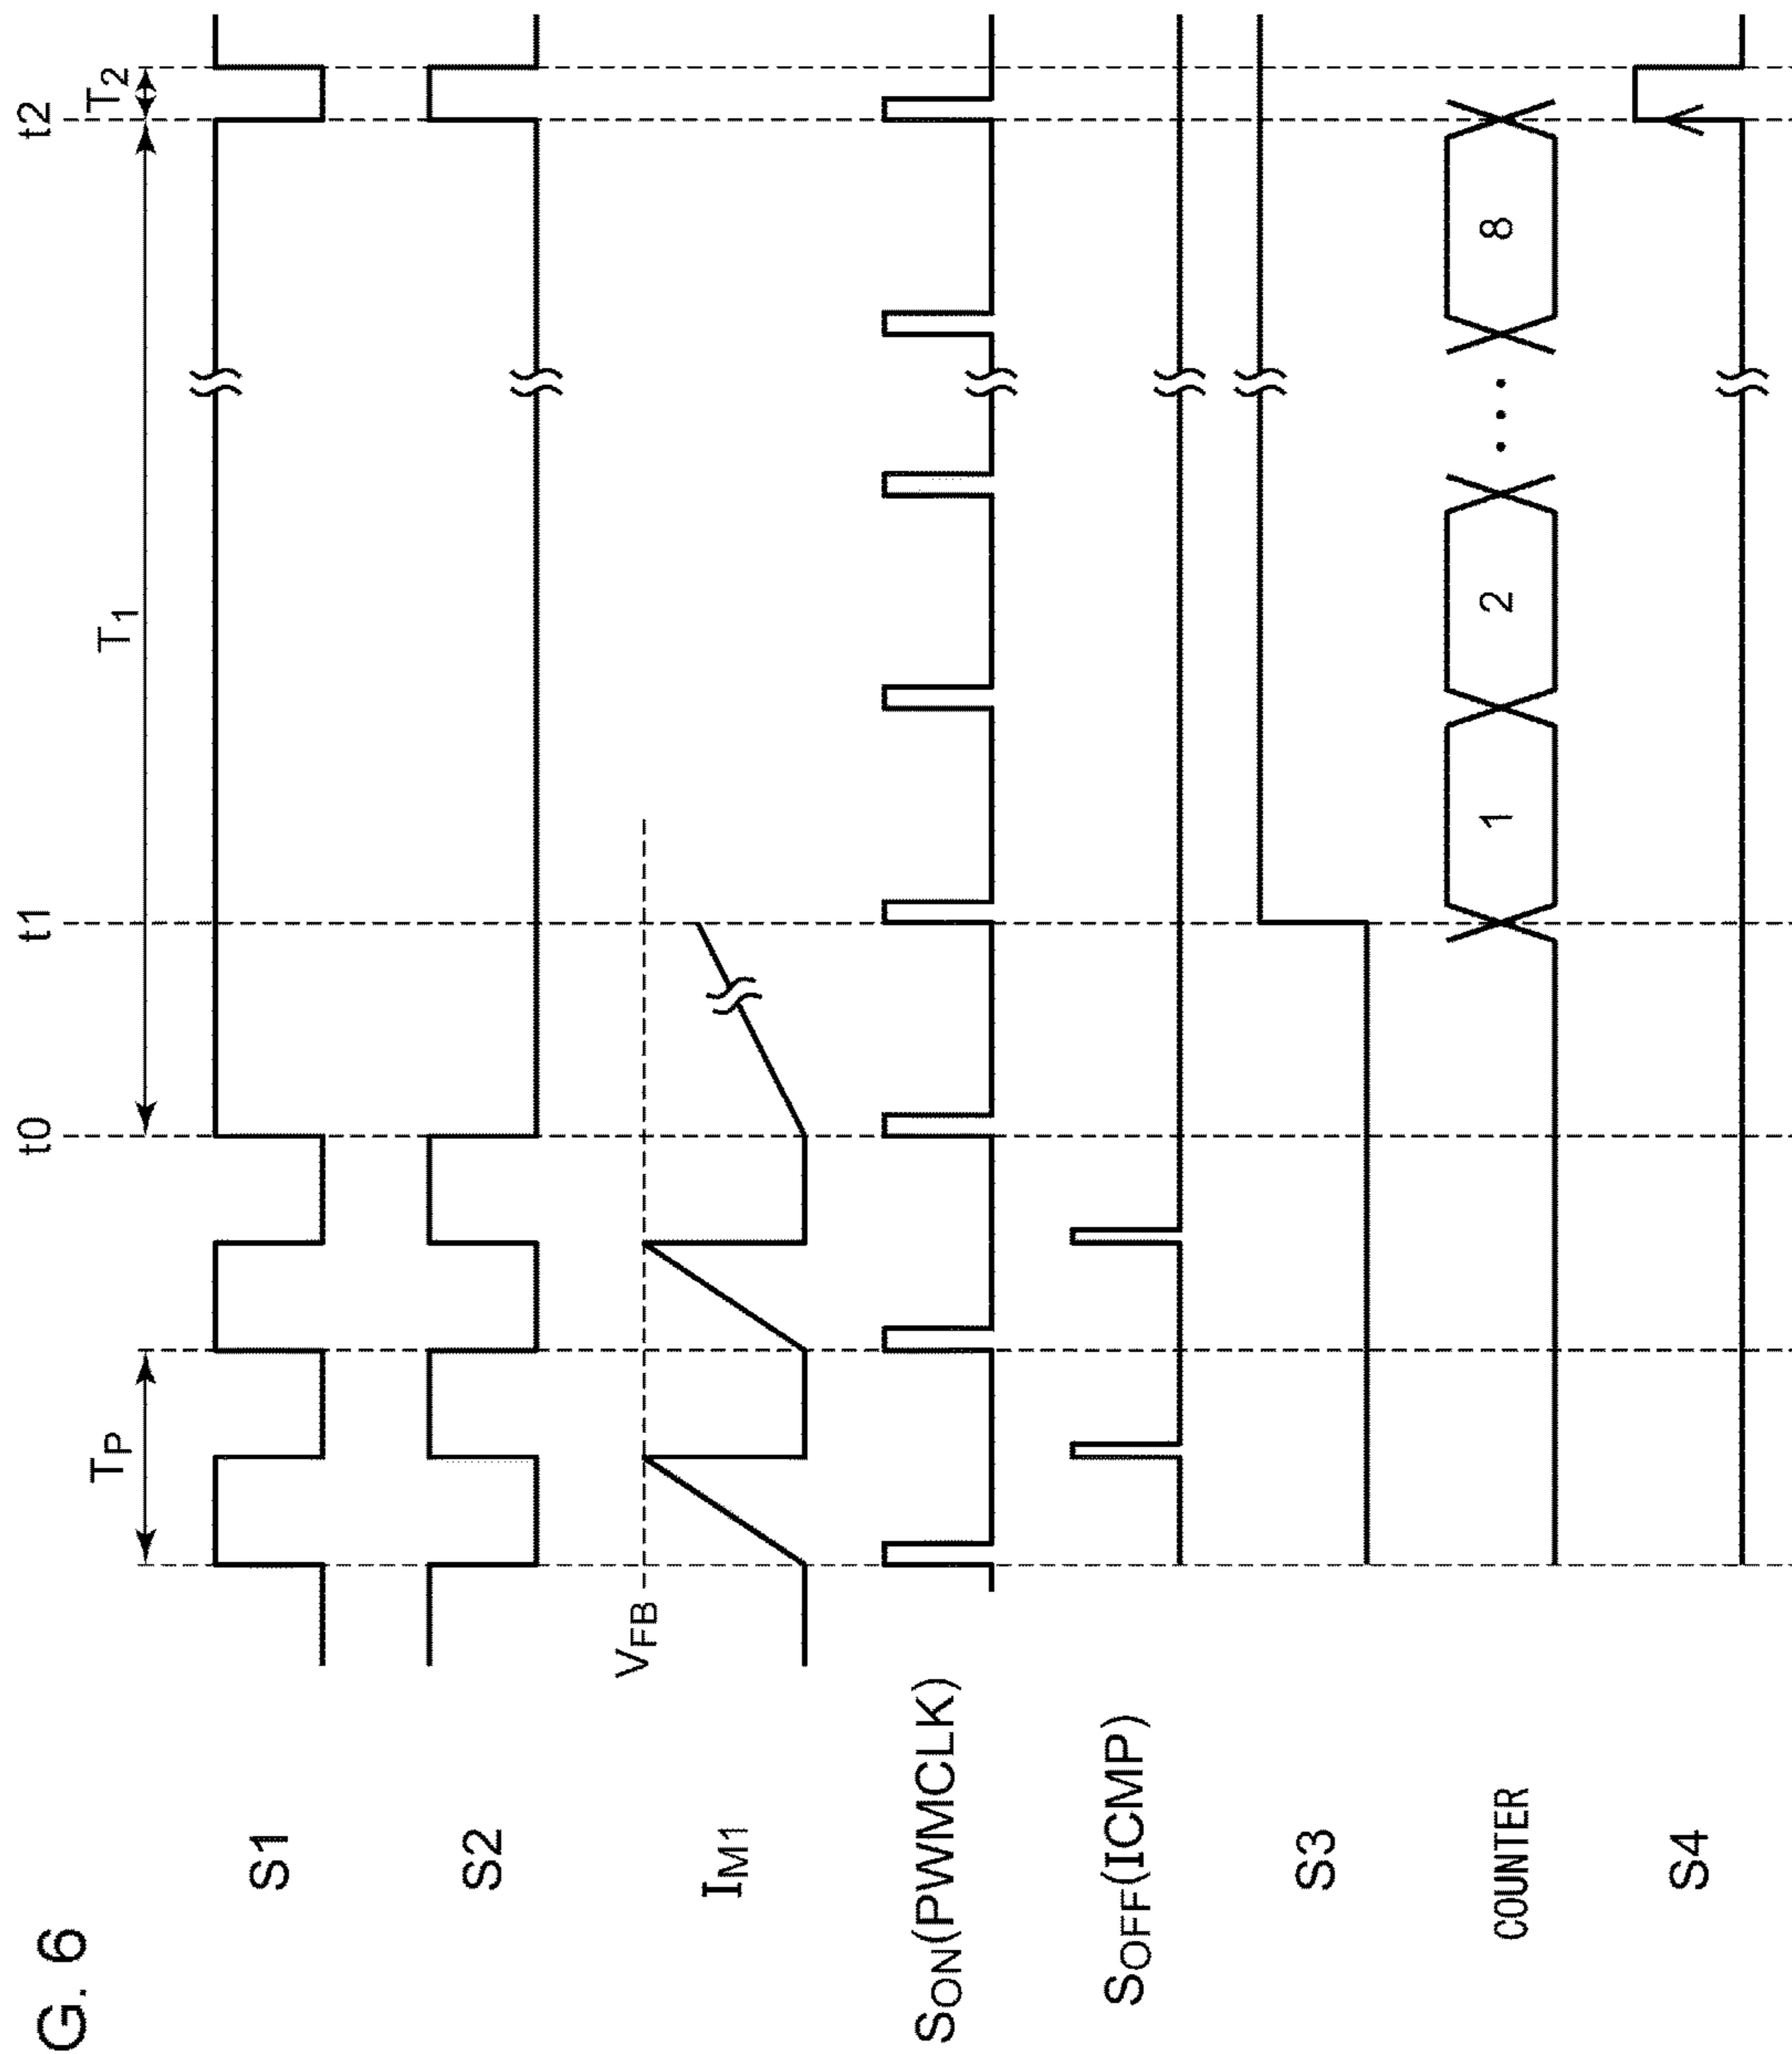 G. 6
TP
t0
T1
t1
t2
T2
S1
S2
VFB
IM1
SON(PWMCLK)
SOFF(ICMP)
S3
COUNTER
1
2
...
8
S4